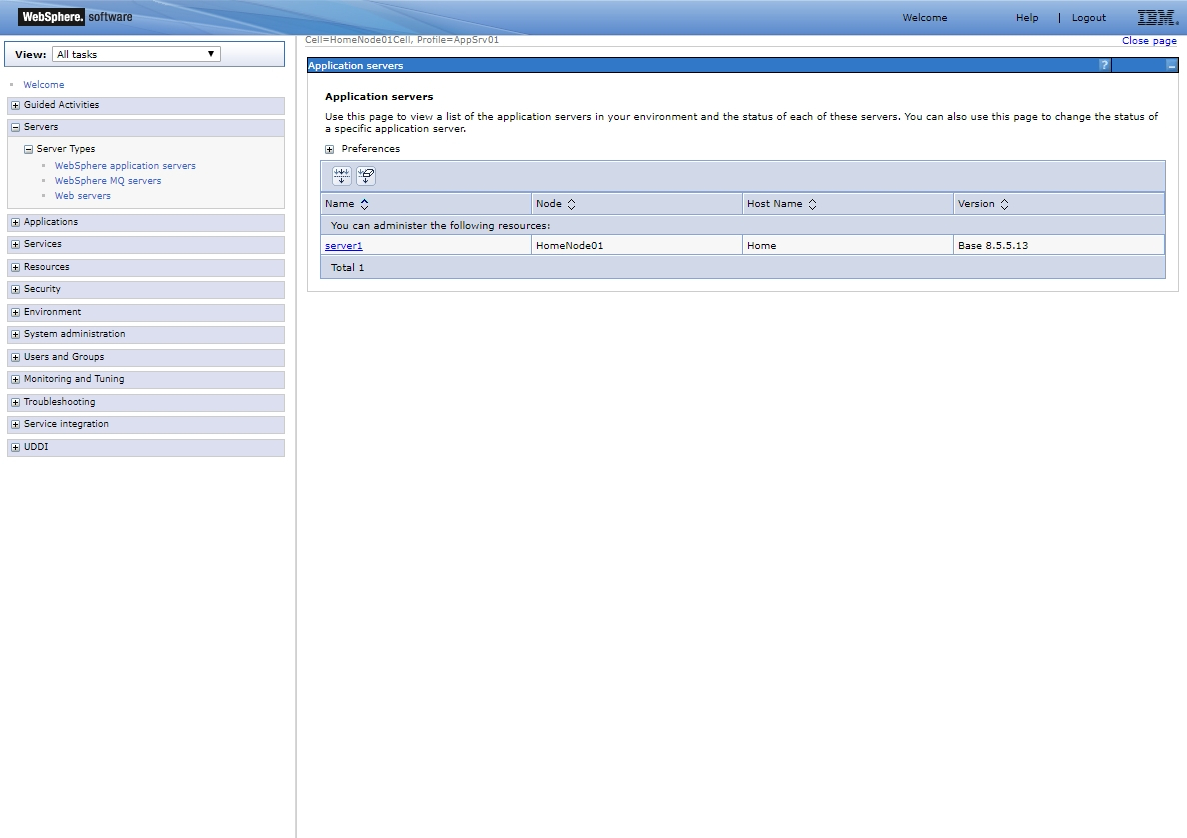 WebSphere. software
Welcome
Help | Logout
IBM.
View: All tasks
Welcome
Guided Activities
Servers
Server Types
WebSphere application servers
WebSphere MQ servers
Web servers
Applications
Services
Resources
Security
Environment
System administration
Users and Groups
Monitoring and Tuning
Troubleshooting
Service integration
UDDI
Cell=HomeNode01Cell, Profile=AppSrv01
Close page
Application servers
?
Application servers
Use this page to view a list of the application servers in your environment and the status of each of these servers. You can also use this page to change the status of
a specific application server.
Preferences
Name Node Host Name Version
You can administer the following resources:
server1 HomeNode01 Home Base 8.5.5.13
Total 1